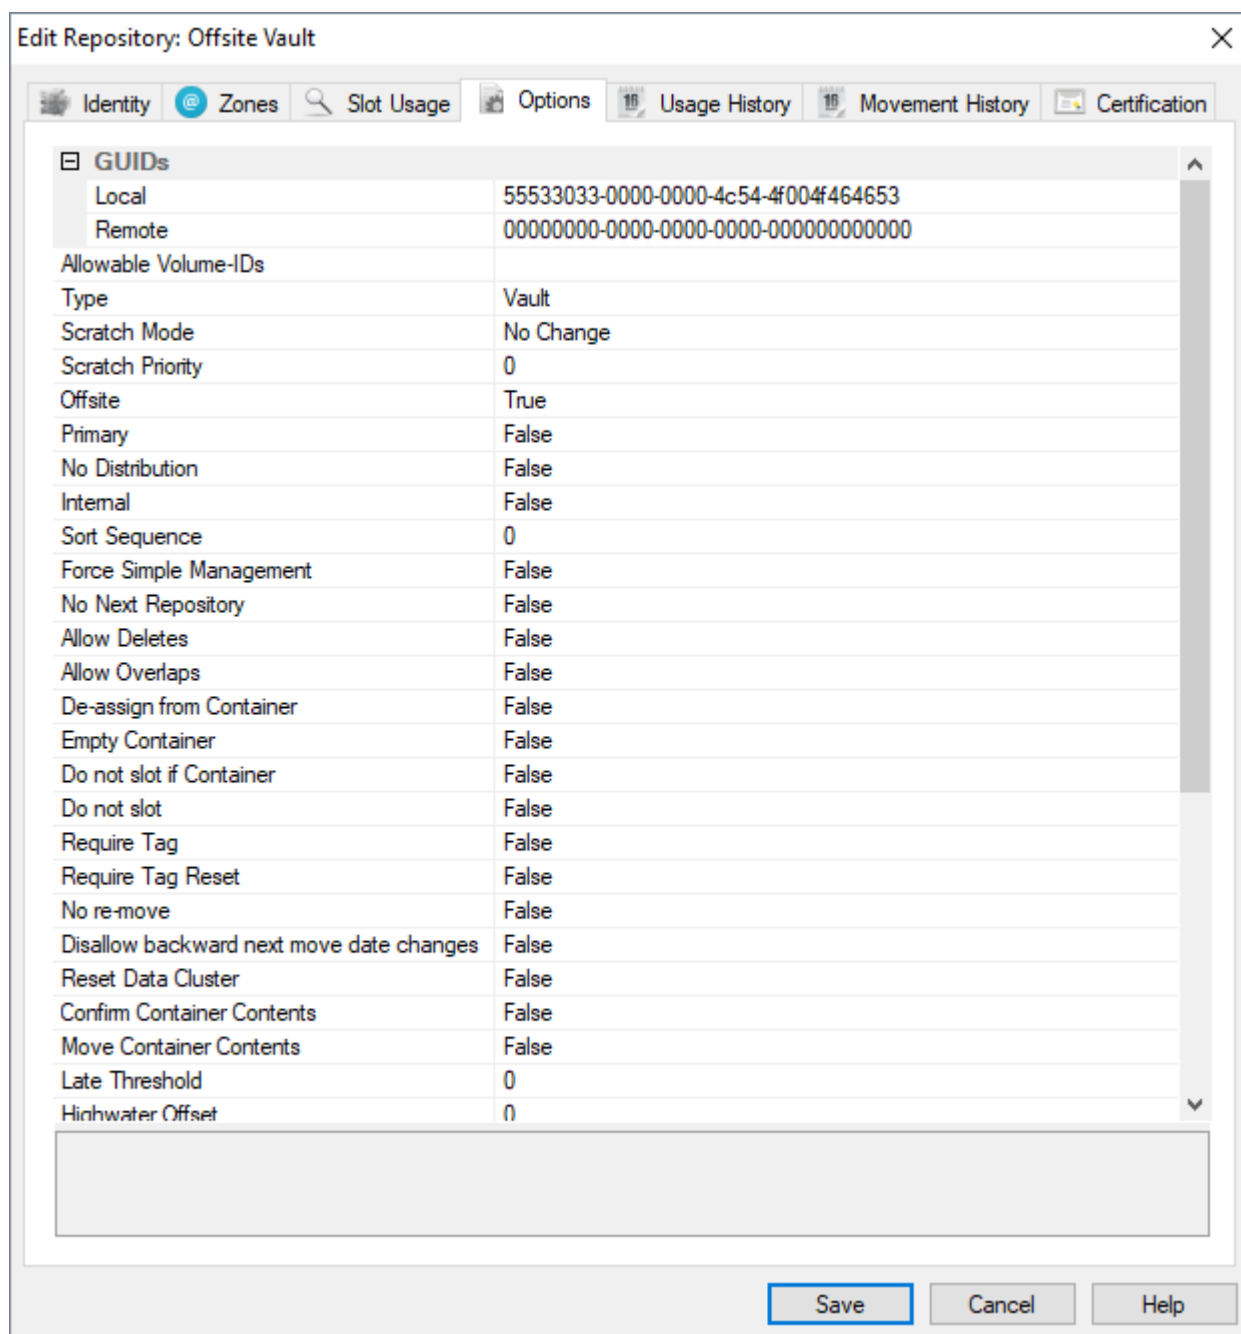 Edit Repository: Offsite Vault
Identity Zones Slot Usage Options Usage History Movement History Certification
GUIDs
Local 55533033-0000-0000-4c54-4f004f464653
Remote 00000000-0000-0000-0000-000000000000
Allowable Volume-IDs
Type Vault
Scratch Mode No Change
Scratch Priority 0
Offsite True
Primary False
No Distribution False
Internal False
Sort Sequence 0
Force Simple Management False
No Next Repository False
Allow Deletes False
Allow Overlaps False
De-assign from Container False
Empty Container False
Do not slot if Container False
Do not slot False
Require Tag False
Require Tag Reset False
No re-move False
Disallow backward next move date changes False
Reset Data Cluster False
Confirm Container Contents False
Move Container Contents False
Late Threshold 0
Highwater Offset 0
Save Cancel Help